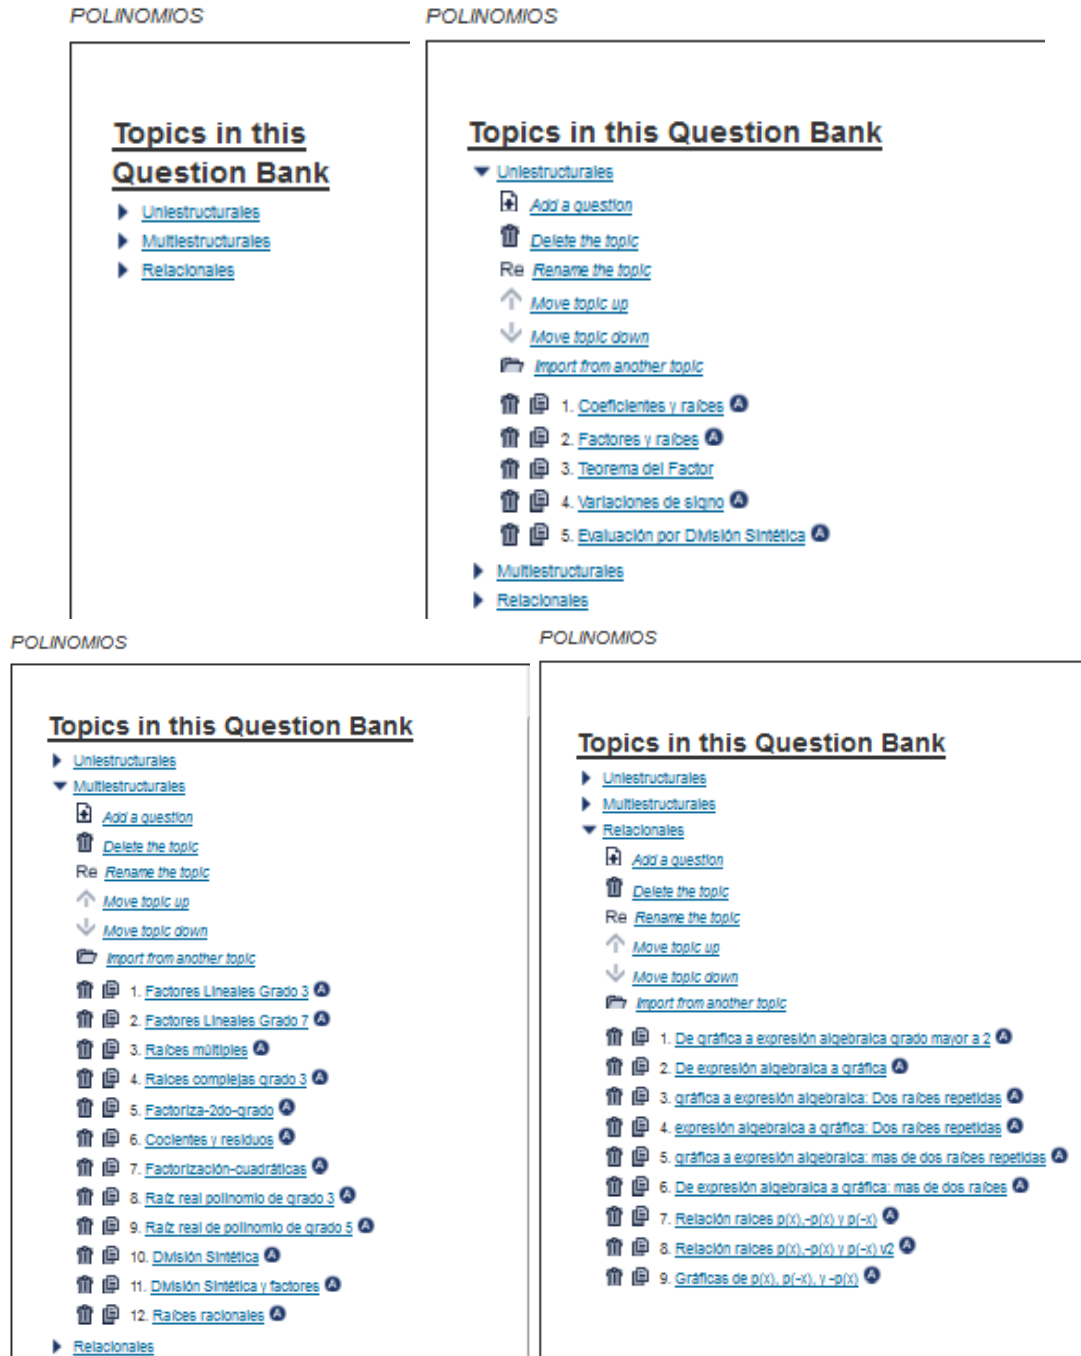 POLINOMIOS
Topics in this
Question Bank
Uniestructurales
Multiestructurales
Relacionales
POLINOMIOS
Topics in this Question Bank
Uniestructurales
Add a question
Delete the topic
Re Rename the topic
Move topic up
Move topic down
Import from another topic
1. Coeficientes y raíces A
2. Factores y raíces A
3. Teorema del Factor
4. Variaciones de signo A
5. Evaluación por División Sintética A
Multiestructurales
Relacionales
POLINOMIOS
Topics in this Question Bank
Uniestructurales
Multiestructurales
Add a question
Delete the topic
Re Rename the topic
Move topic up
Move topic down
Import from another topic
1. Factores Lineales Grado 3 A
2. Factores Lineales Grado 7 A
3. Raíces múltiples A
4. Raices complejas grado 3 A
5. Factoriza-2do-grado A
6. Cocientes y residuos A
7. Factorización-cuadráticas A
8. Raíz real polinomio de grado 3 A
9. Raíz real de polinomio de grado 5 A
10. División Sintética A
11. División Sintética y factores A
12. Raíces racionales A
Relacionales
POLINOMIOS
Topics in this Question Bank
Uniestructurales
Multiestructurales
Relacionales
Add a question
Delete the topic
Re Rename the topic
Move topic up
Move topic down
Import from another topic
1. De gráfica a expresión algebraica grado mayor a 2 A
2. De expresión algebraica a gráfica A
3. gráfica a expresión algebraica: Dos raíces repetidas A
4. expresión algebraica a gráfica: Dos raíces repetidas A
5. gráfica a expresión algebraica: mas de dos raíces repetidas A
6. De expresión algebraica a gráfica: mas de dos raíces A
7. Relación raices p(x),-p(x) y p(-x) A
8. Relación raices p(x),-p(x) y p(-x) v2 A
9. Gráficas de p(x), p(-x), y -p(x) A